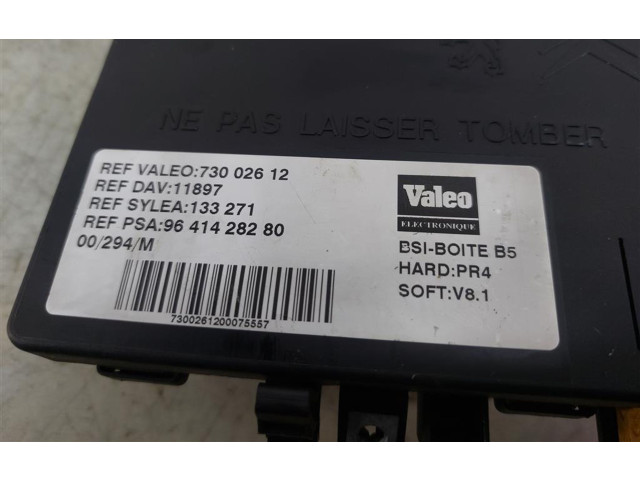 NE PAS LAISSER TOMBER
REF VALEO:730 026 12
REF DAV:11897
REF SYLEA:133 271
REF PSA:96 414 282 80
00/294/M
7300261200075557
Valeo
ELECTRONIQUE
BSI-BOITE B5
HARD:PR4
SOFT:V8.1